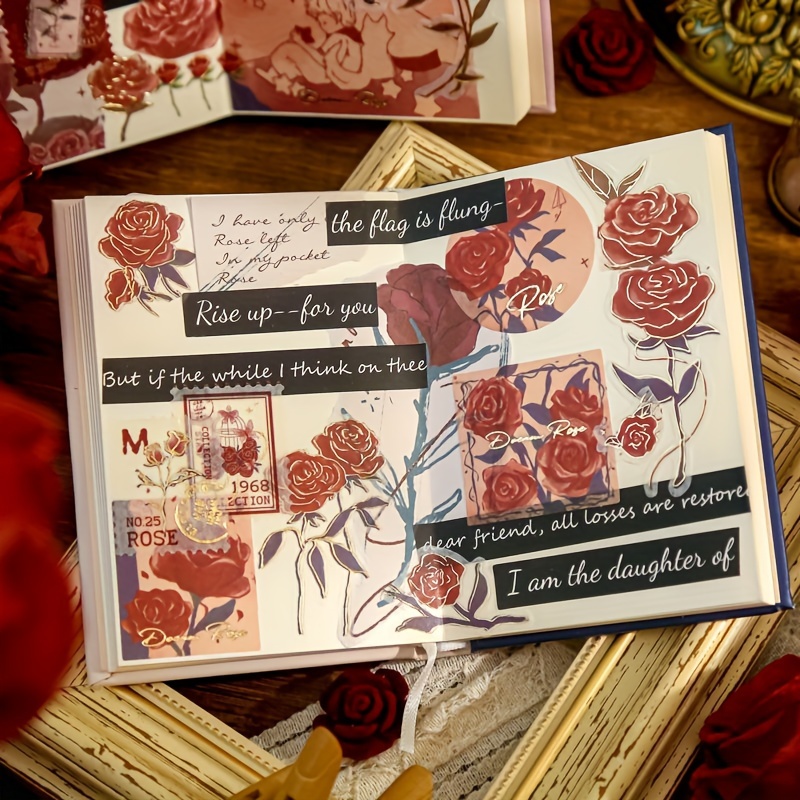 I have only
Rose left
In my pocket
Rose
the flag is flung-
Rise up--for you
But if the while I think on thee
Rose
M
COLLECTION
1968
ECTION
NO.25
ROSE
Rose
Rose
dear friend, all losses are restore
I am the daughter of